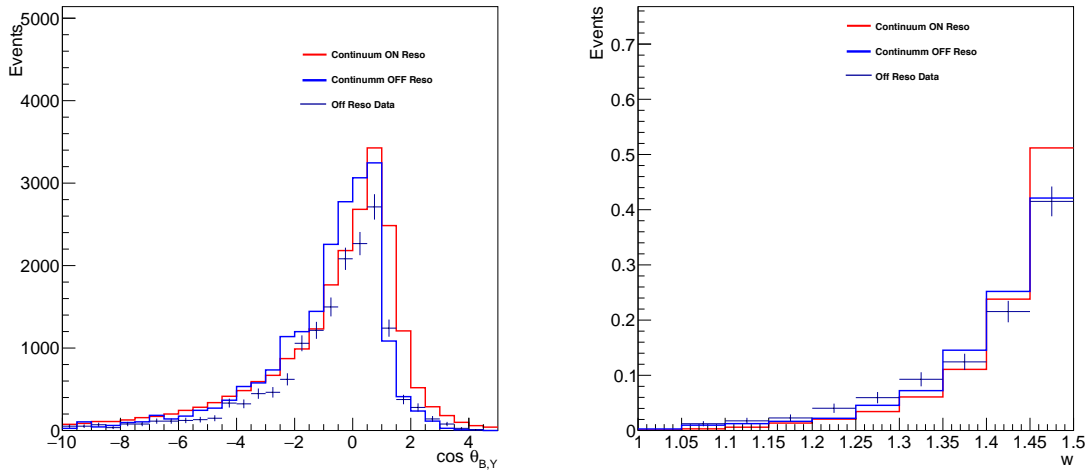 Events
5000
4000
3000
2000
1000
0
Continuum ON Reso
Continumm OFF Reso
Off Reso Data
−10 −8 −6 −4 −2 0 2 4
cos θB,Y
Events
0.7
0.6
0.5
0.4
0.3
0.2
0.1
0
Continuum ON Reso
Continumm OFF Reso
Off Reso Data
1 1.05 1.1 1.15 1.2 1.25 1.3 1.35 1.4 1.45 1.5
w